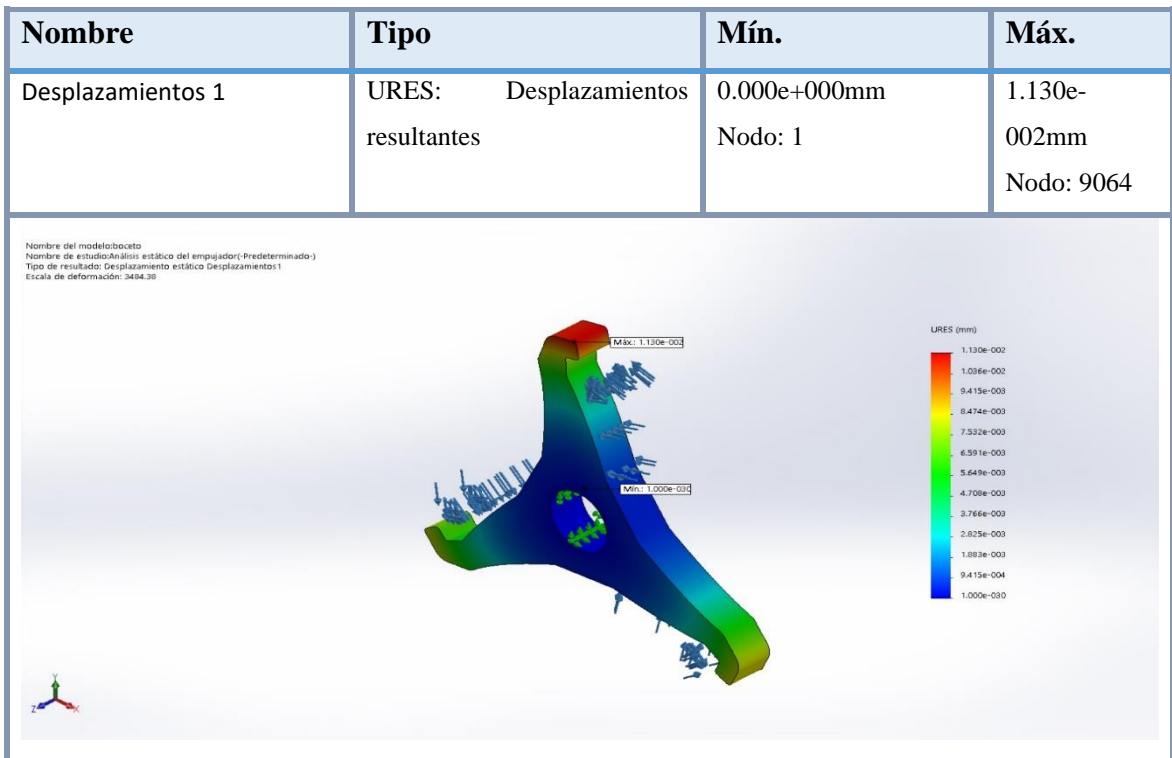 Nombre Tipo Mín. Máx.
Desplazamientos 1 URES: Desplazamientos 0.000e+000mm 1.130e-
resultantes Nodo: 1 002mm
Nodo: 9064
Nombre del modelo:boceto
Nombre de estudio:Análisis estático del empujador(-Predeterminado-)
Tipo de resultado: Desplazamiento estático Desplazamientos1
Escala de deformación: 3484.38
Máx.: 1.130e-002
Mín.: 1.000e-030
URES (mm)
1.130e-002
1.036e-002
9.415e-003
8.474e-003
7.532e-003
6.591e-003
5.649e-003
4.708e-003
3.766e-003
2.825e-003
1.883e-003
9.415e-004
1.000e-030
Y
Z X